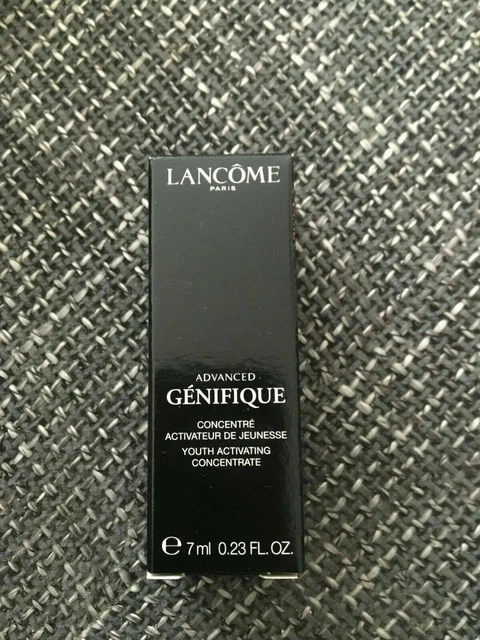 LANCÔME
PARIS
ADVANCED
GÉNIFIQUE
CONCENTRÉ
ACTIVATEUR DE JEUNESSE
YOUTH ACTIVATING
CONCENTRATE
℮ 7 ml 0.23 FL. OZ.